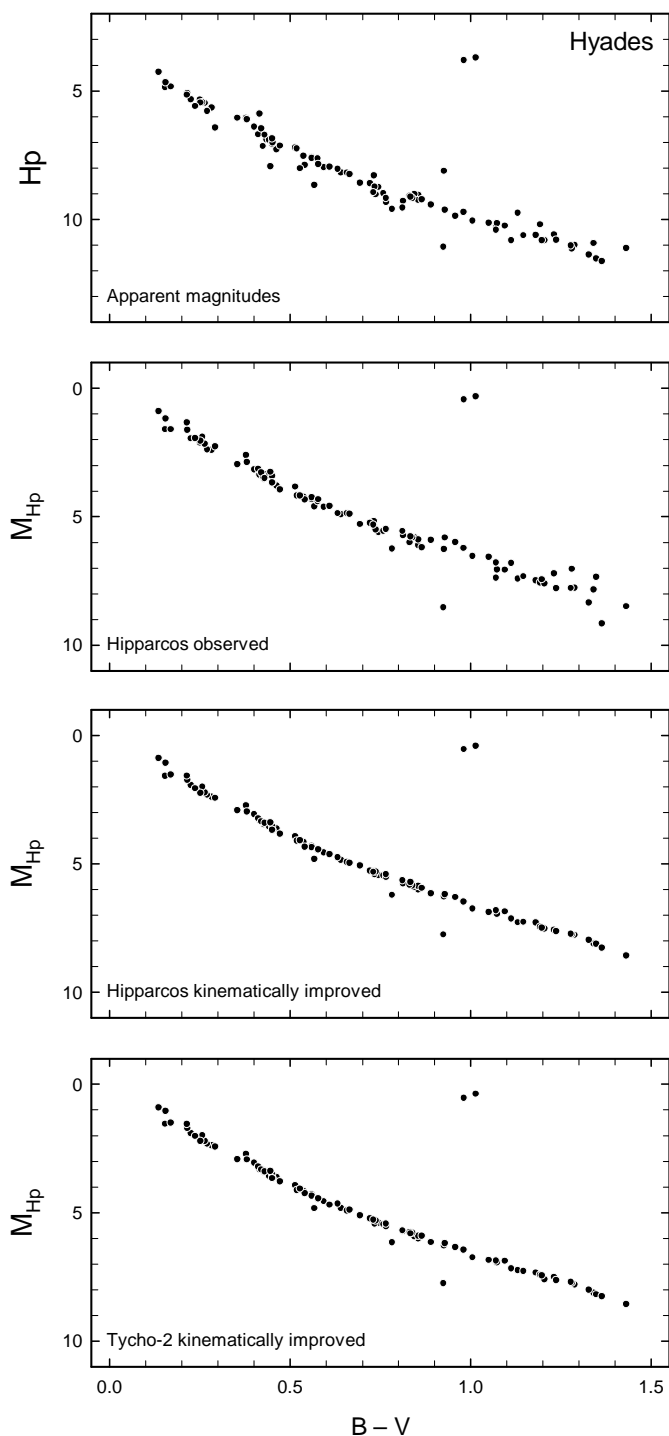 Hyades
5
10
Hp
Apparent magnitudes
0
5
10
M_Hp
Hipparcos observed
0
5
10
M_Hp
Hipparcos kinematically improved
0
5
10
M_Hp
Tycho-2 kinematically improved
0.0 0.5 1.0 1.5
B – V